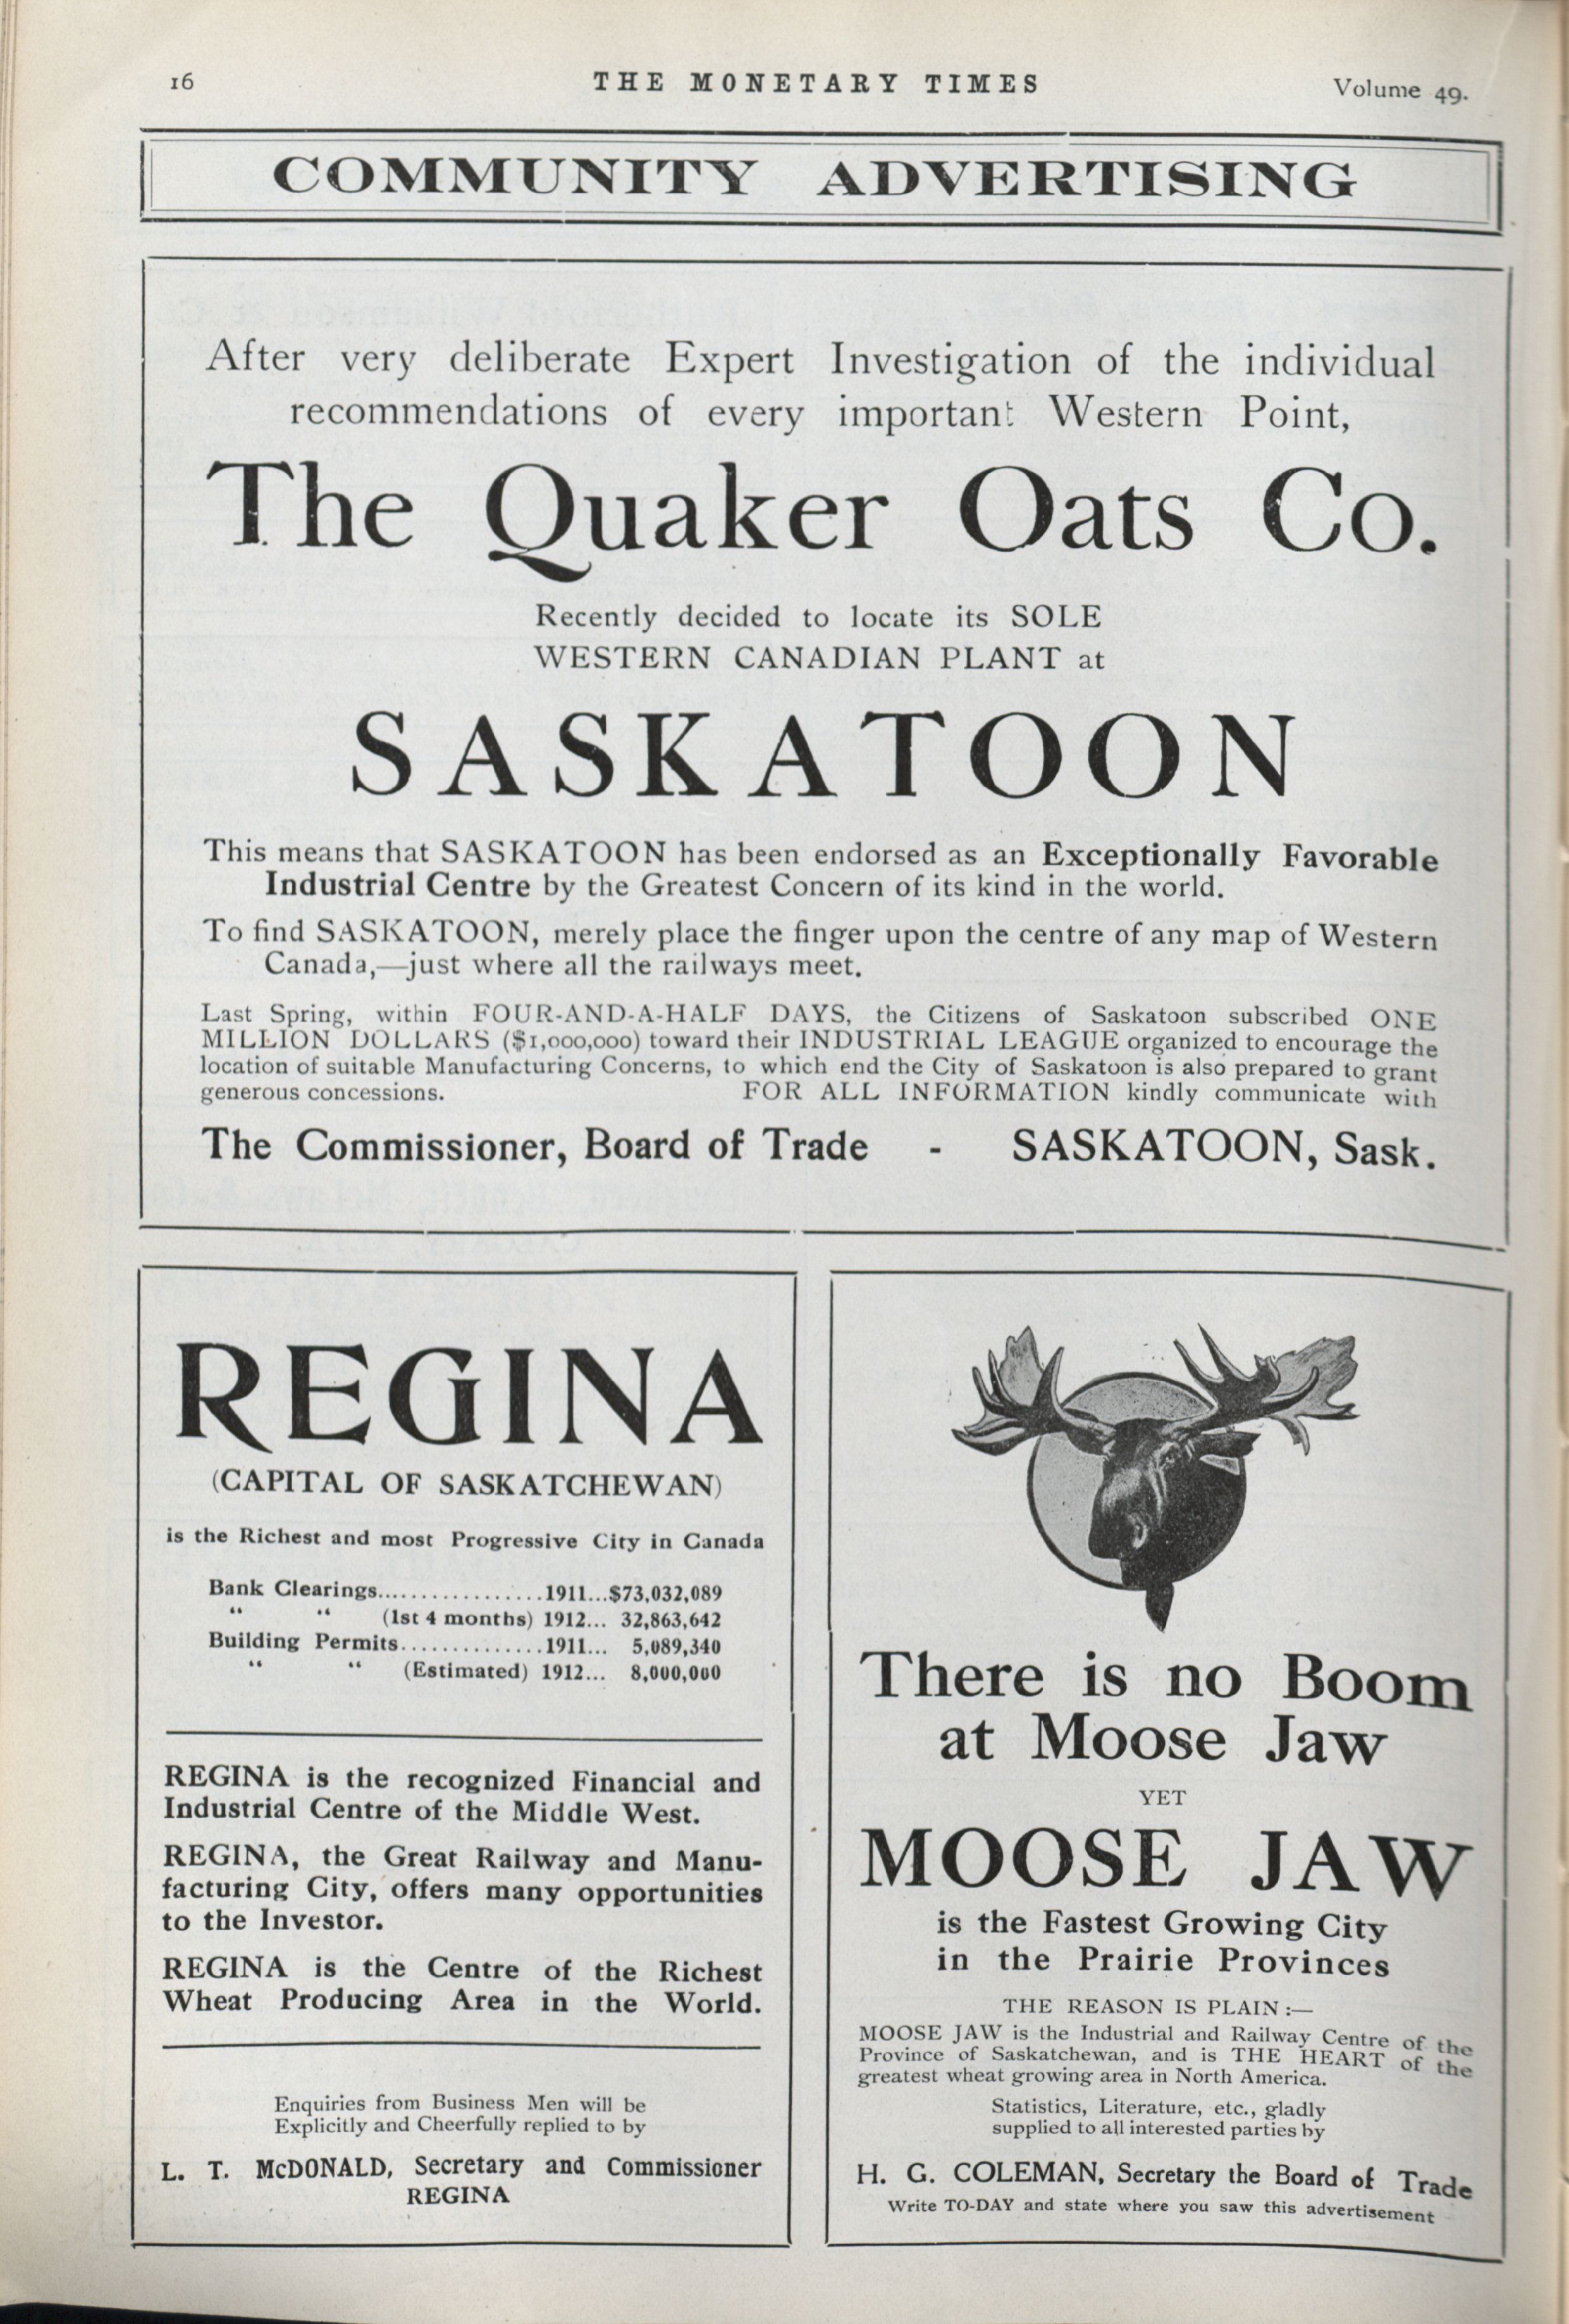 16
THE MONETARY TIMES
Volume 49.
COMMUNITY ADVERTISING
After very deliberate Expert Investigation of the individual
recommendations of every important Western Point,
The Quaker Oats Co.
Recently decided to locate its SOLE
WESTERN CANADIAN PLANT at
SASKATOON
This means that SASKATOON has been endorsed as an Exceptionally Favorable
Industrial Centre by the Greatest Concern of its kind in the world.
To find SASKATOON, merely place the finger upon the centre of any map of Western
Canada,—just where all the railways meet.
Last Spring, within FOUR-AND-A-HALF DAYS, the Citizens of Saskatoon subscribed ONE
MILLION DOLLARS ($1,000,000) toward their INDUSTRIAL LEAGUE organized to encourage the
location of suitable Manufacturing Concerns, to which end the City of Saskatoon is also prepared to grant
generous concessions. FOR ALL INFORMATION kindly communicate with
The Commissioner, Board of Trade - SASKATOON, Sask.
REGINA
(CAPITAL OF SASKATCHEWAN)
is the Richest and most Progressive City in Canada
Bank Clearings................1911...$73,032,089
" " (1st 4 months) 1912... 32,863,642
Building Permits..............1911... 5,089,340
" " (Estimated) 1912... 8,000,000
REGINA is the recognized Financial and
Industrial Centre of the Middle West.
REGINA, the Great Railway and Manu-
facturing City, offers many opportunities
to the Investor.
REGINA is the Centre of the Richest
Wheat Producing Area in the World.
Enquiries from Business Men will be
Explicitly and Cheerfully replied to by
L. T. McDONALD, Secretary and Commissioner
REGINA
There is no Boom
at Moose Jaw
YET
MOOSE JAW
is the Fastest Growing City
in the Prairie Provinces
THE REASON IS PLAIN :—
MOOSE JAW is the Industrial and Railway Centre of the
Province of Saskatchewan, and is THE HEART of the
greatest wheat growing area in North America.
Statistics, Literature, etc., gladly
supplied to all interested parties by
H. G. COLEMAN, Secretary the Board of Trade
Write TO-DAY and state where you saw this advertisement